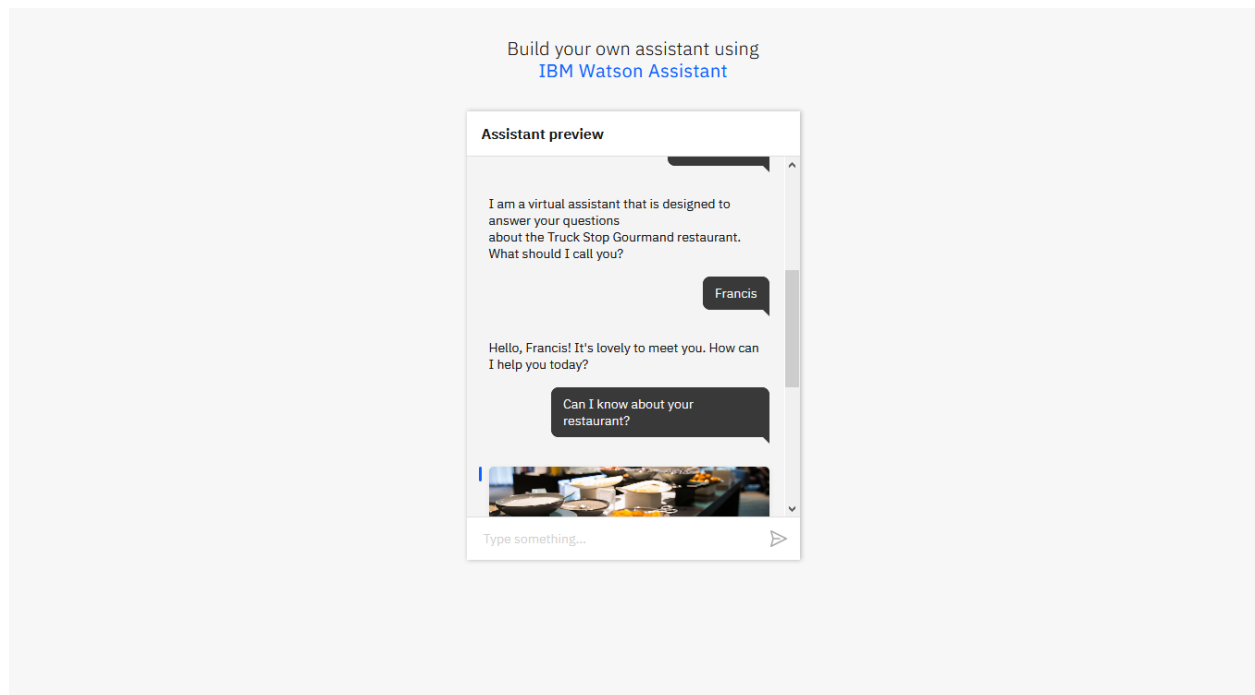 Build your own assistant using
IBM Watson Assistant
Assistant preview
I am a virtual assistant that is designed to
answer your questions
about the Truck Stop Gourmand restaurant.
What should I call you?
Francis
Hello, Francis! It's lovely to meet you. How can
I help you today?
Can I know about your
restaurant?
Type something...